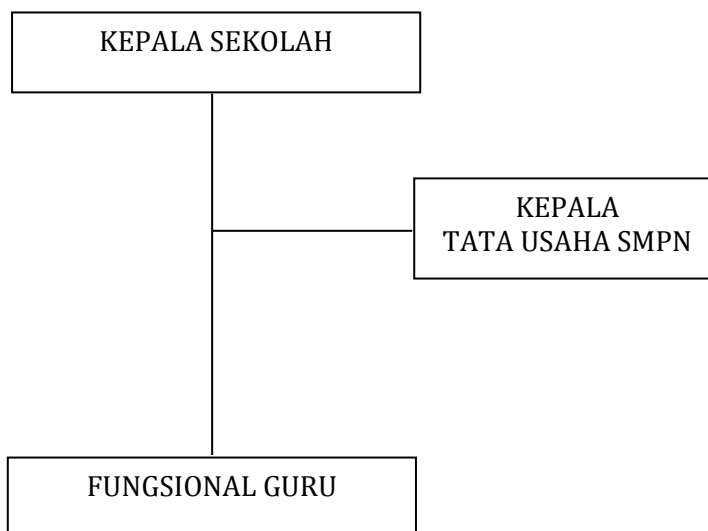 KEPALA SEKOLAH
KEPALA
TATA USAHA SMPN
FUNGSIONAL GURU